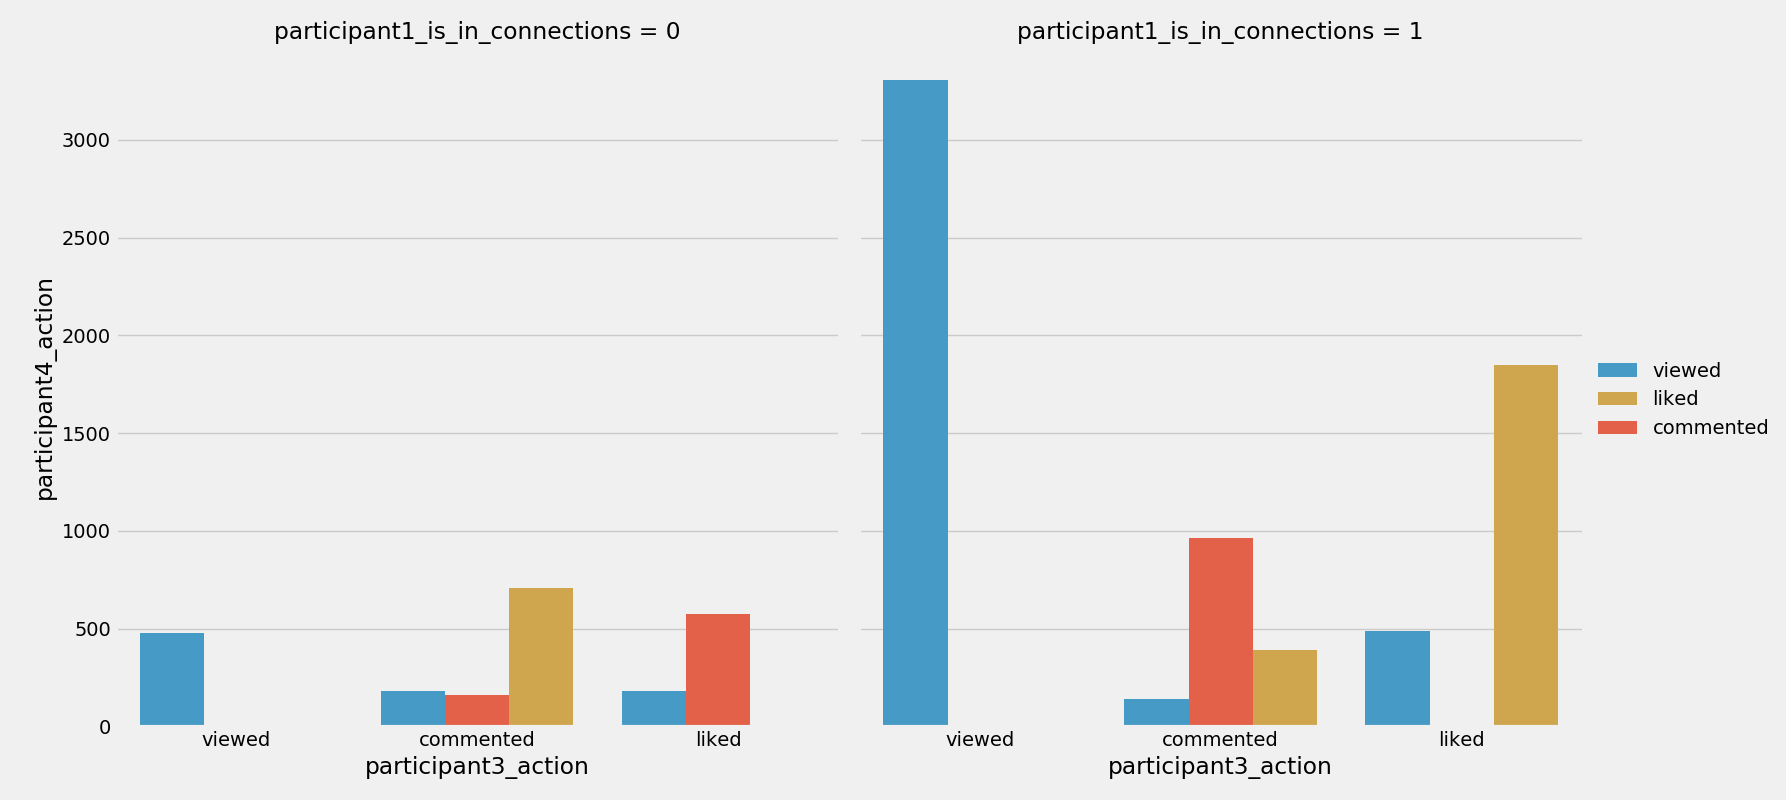 participant1_is_in_connections = 0
participant1_is_in_connections = 1
participant4_action
3000
2500
2000
1500
1000
500
0
viewed
commented
liked
participant3_action
viewed
commented
liked
participant3_action
viewed
liked
commented